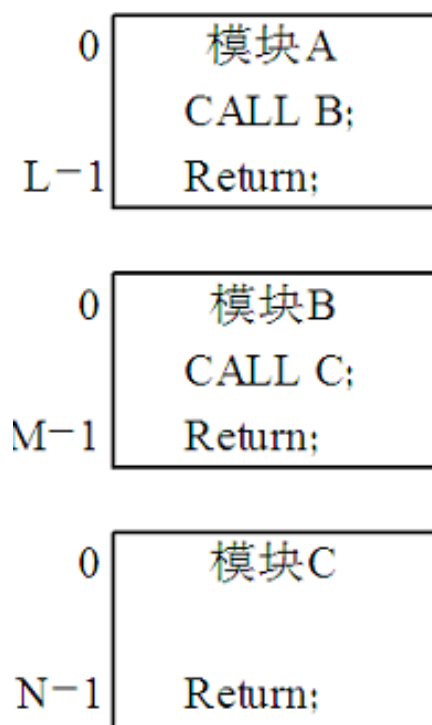 0 模块A
CALL B;
L-1 Return;
0 模块B
CALL C;
M-1 Return;
0 模块C
N-1 Return;